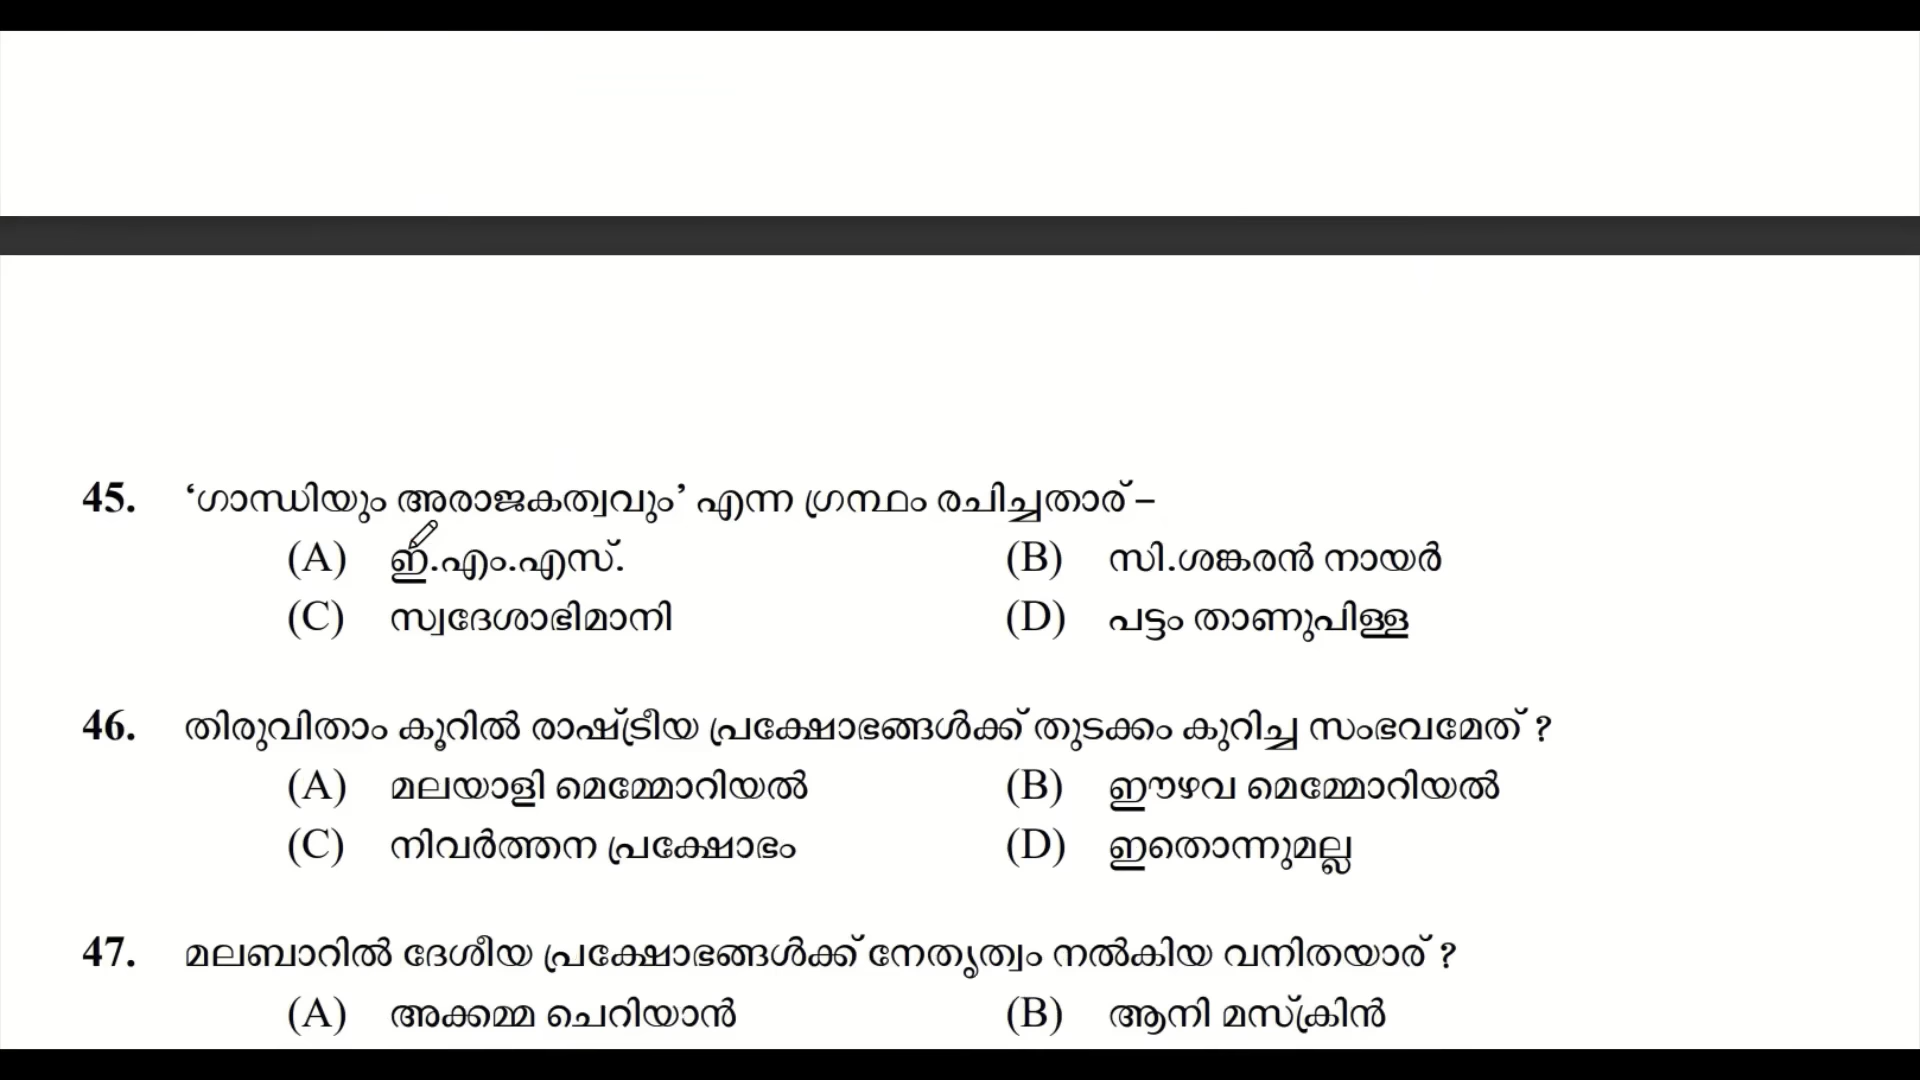 45. ‘ഗാന്ധിയും അരാജകത്വവും’ എന്ന ഗ്രന്ഥം രചിച്ചതാര് –
(A) ഇ.എം.എസ്. (B) സി.ശങ്കരൻ നായർ
(C) സ്വദേശാഭിമാനി (D) പട്ടം താണുപിള്ള
46. തിരുവിതാം കൂറിൽ രാഷ്ട്രീയ പ്രക്ഷോഭങ്ങൾക്ക് തുടക്കം കുറിച്ച സംഭവമേത് ?
(A) മലയാളി മെമ്മോറിയൽ (B) ഈഴവ മെമ്മോറിയൽ
(C) നിവർത്തന പ്രക്ഷോഭം (D) ഇതൊന്നുമല്ല
47. മലബാറിൽ ദേശീയ പ്രക്ഷോഭങ്ങൾക്ക് നേതൃത്വം നൽകിയ വനിതയാര് ?
(A) അക്കമ്മ ചെറിയാൻ (B) ആനി മസ്ക്രിൻ